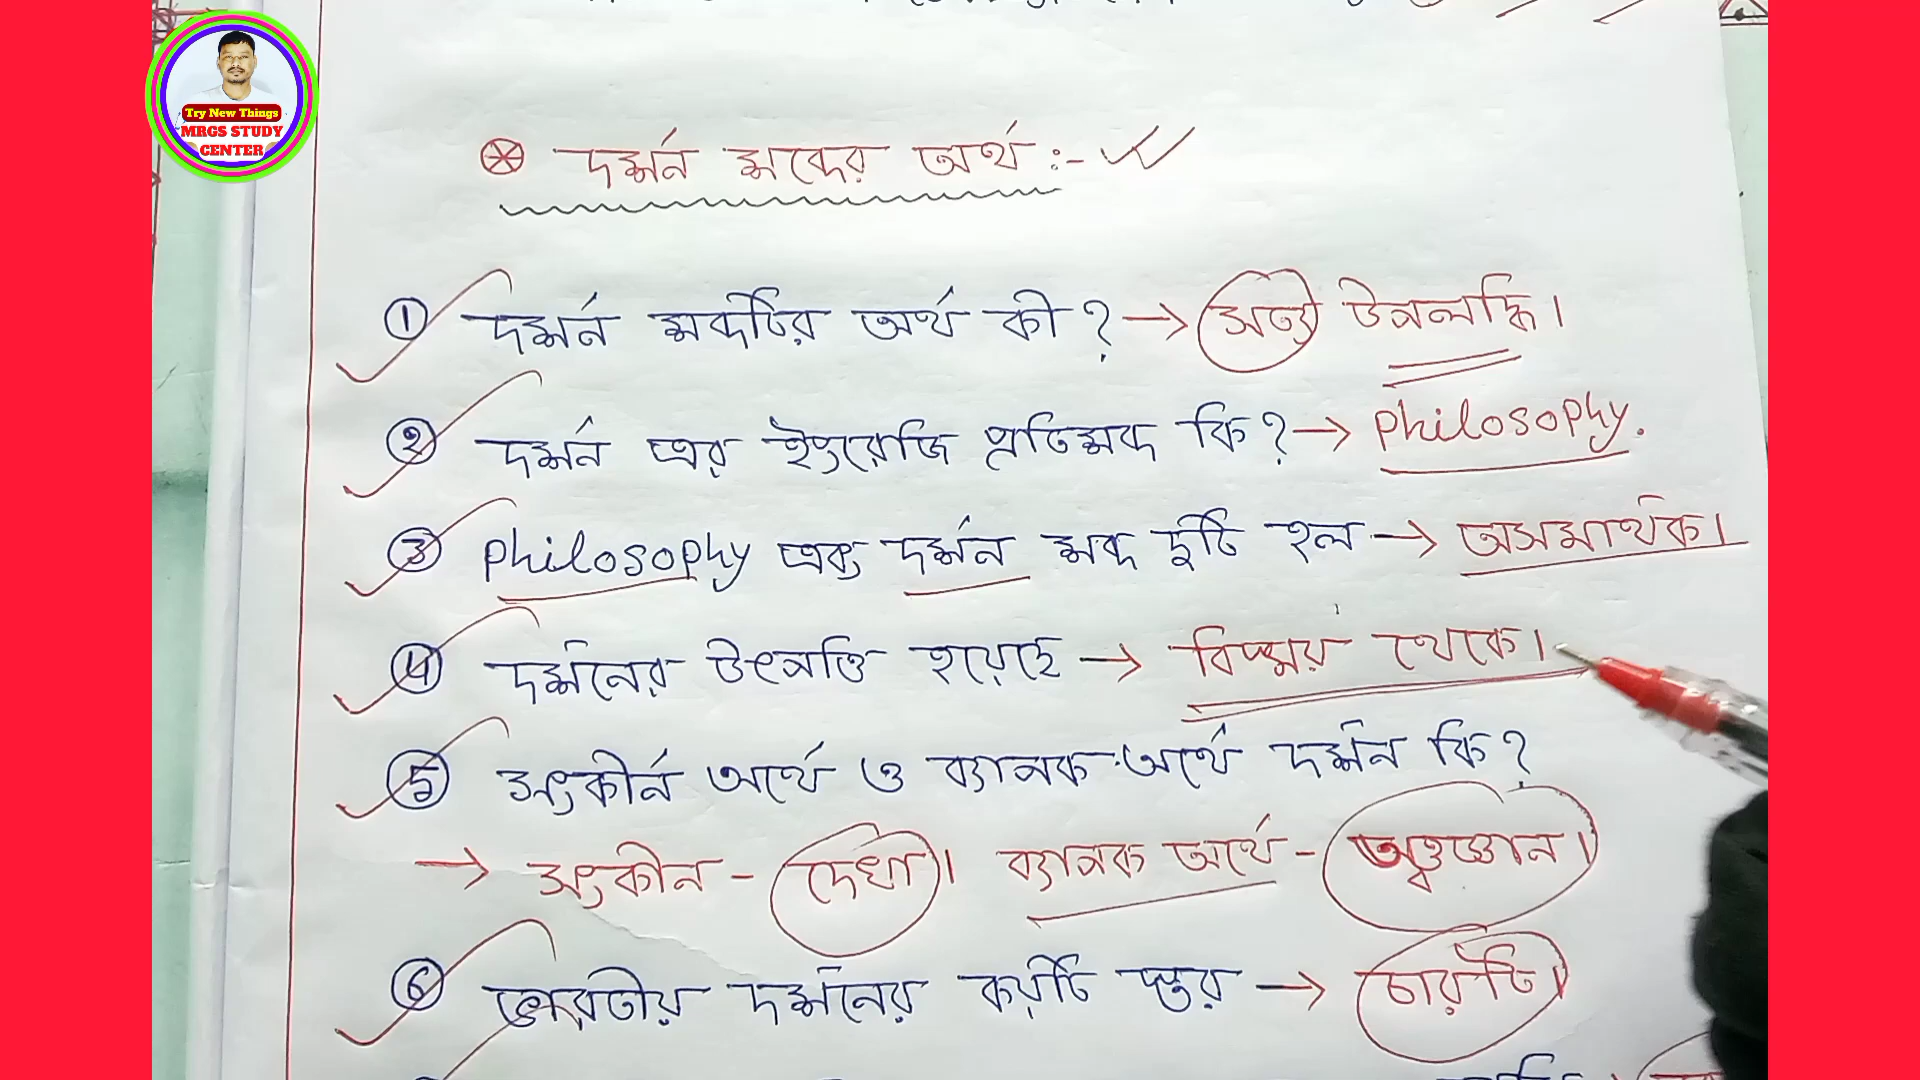 Try New Things
MRGS STUDY
CENTER
দর্শন শব্দের অর্থ :-
① দর্শন শব্দটির অর্থ কী? → সত্য উপলব্ধি।
② দর্শন এর ইংরেজি প্রতিশব্দ কি? → Philosophy.
③ Philosophy এবং দর্শন শব্দ দুটি হল → অসমার্থক।
④ দর্শনের উৎপত্তি হয়েছে → বিস্ময় থেকে।
⑤ সংকীর্ন অর্থে ও ব্যাপক অর্থে দর্শন কি?
→ সংকীন - দেখা। ব্যাপক অর্থে - তত্ত্বজ্ঞান।
⑥ ভারতীয় দর্শনের কয়টি স্তর → চারটি।